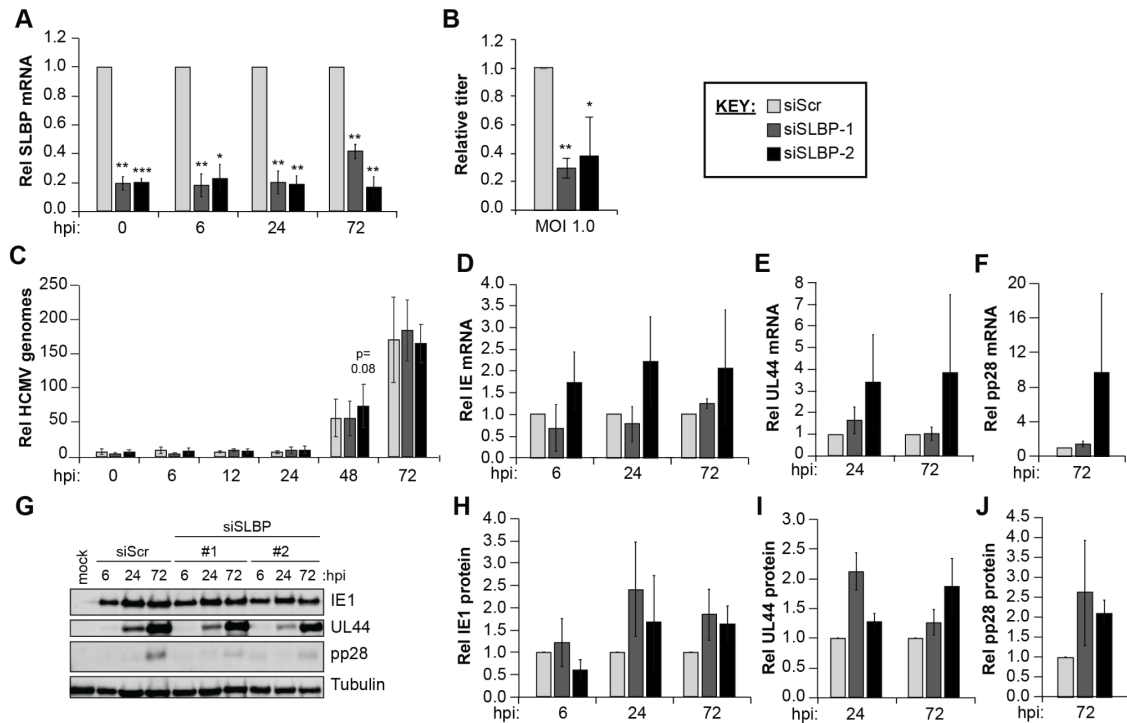 A
Rel SLBP mRNA
1.2
1.0
0.8
0.6
0.4
0.2
0.0
** *** ** * ** ** ** **
hpi: 0 6 24 72
B
Relative titer
1.2
1.0
0.8
0.6
0.4
0.2
0.0
** *
MOI 1.0
KEY: siScr
siSLBP-1
siSLBP-2
C
Rel HCMV genomes
250
200
150
100
50
0
p=
0.08
hpi: 0 6 12 24 48 72
D
Rel IE mRNA
4.0
3.5
3.0
2.5
2.0
1.5
1.0
0.5
0.0
hpi: 6 24 72
E
Rel UL44 mRNA
8
7
6
5
4
3
2
1
0
hpi: 24 72
F
Rel pp28 mRNA
20
16
12
8
4
0
hpi: 72
G
siSLBP
mock siScr #1 #2
6 24 72 6 24 72 6 24 72 :hpi
IE1
UL44
pp28
Tubulin
H
Rel IE1 protein
4.0
3.5
3.0
2.5
2.0
1.5
1.0
0.5
0.0
hpi: 6 24 72
I
Rel UL44 protein
3.0
2.5
2.0
1.5
1.0
0.5
0.0
hpi: 24 72
J
Rel pp28 protein
4.5
4.0
3.5
3.0
2.5
2.0
1.5
1.0
0.5
0.0
hpi: 72